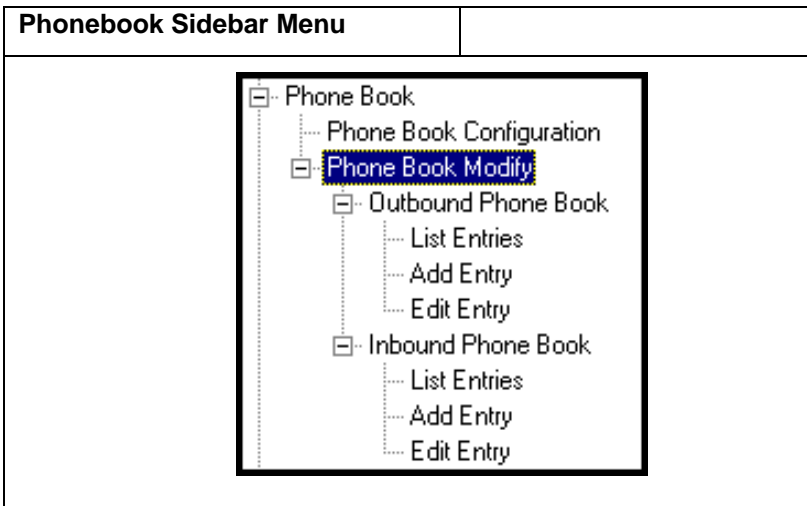 Phonebook Sidebar Menu
Phone Book
Phone Book Configuration
Phone Book Modify
Outbound Phone Book
List Entries
Add Entry
Edit Entry
Inbound Phone Book
List Entries
Add Entry
Edit Entry